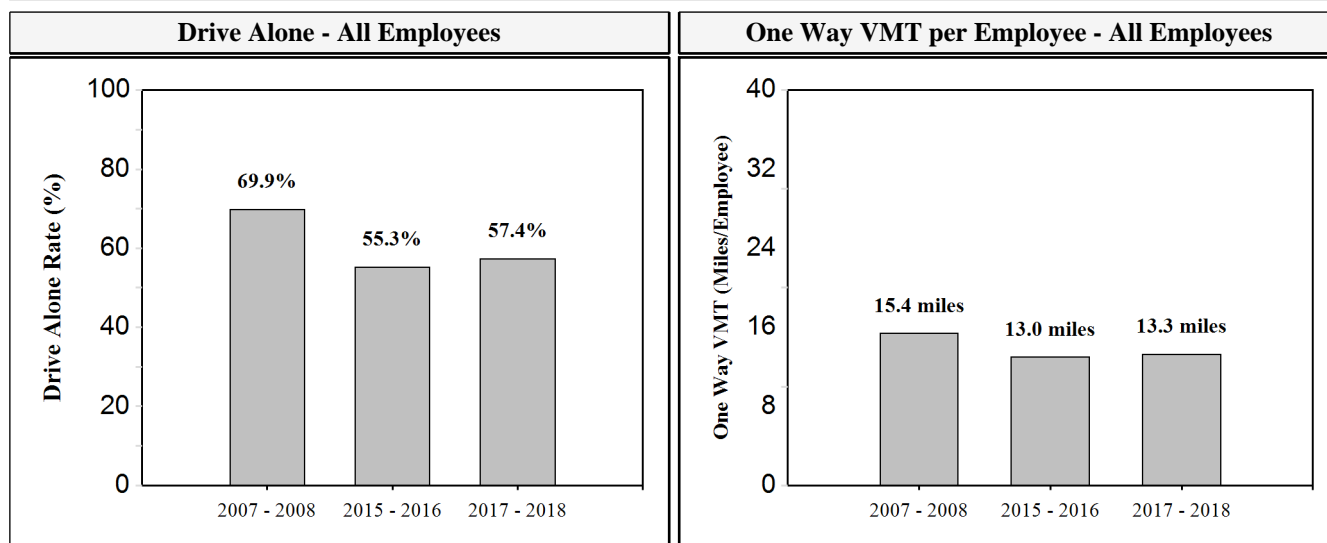 Drive Alone - All Employees
One Way VMT per Employee - All Employees
Drive Alone Rate (%)
100
80
60
40
20
0
69.9%
55.3%
57.4%
2007 - 2008
2015 - 2016
2017 - 2018
One Way VMT (Miles/Employee)
40
32
24
16
8
0
15.4 miles
13.0 miles
13.3 miles
2007 - 2008
2015 - 2016
2017 - 2018